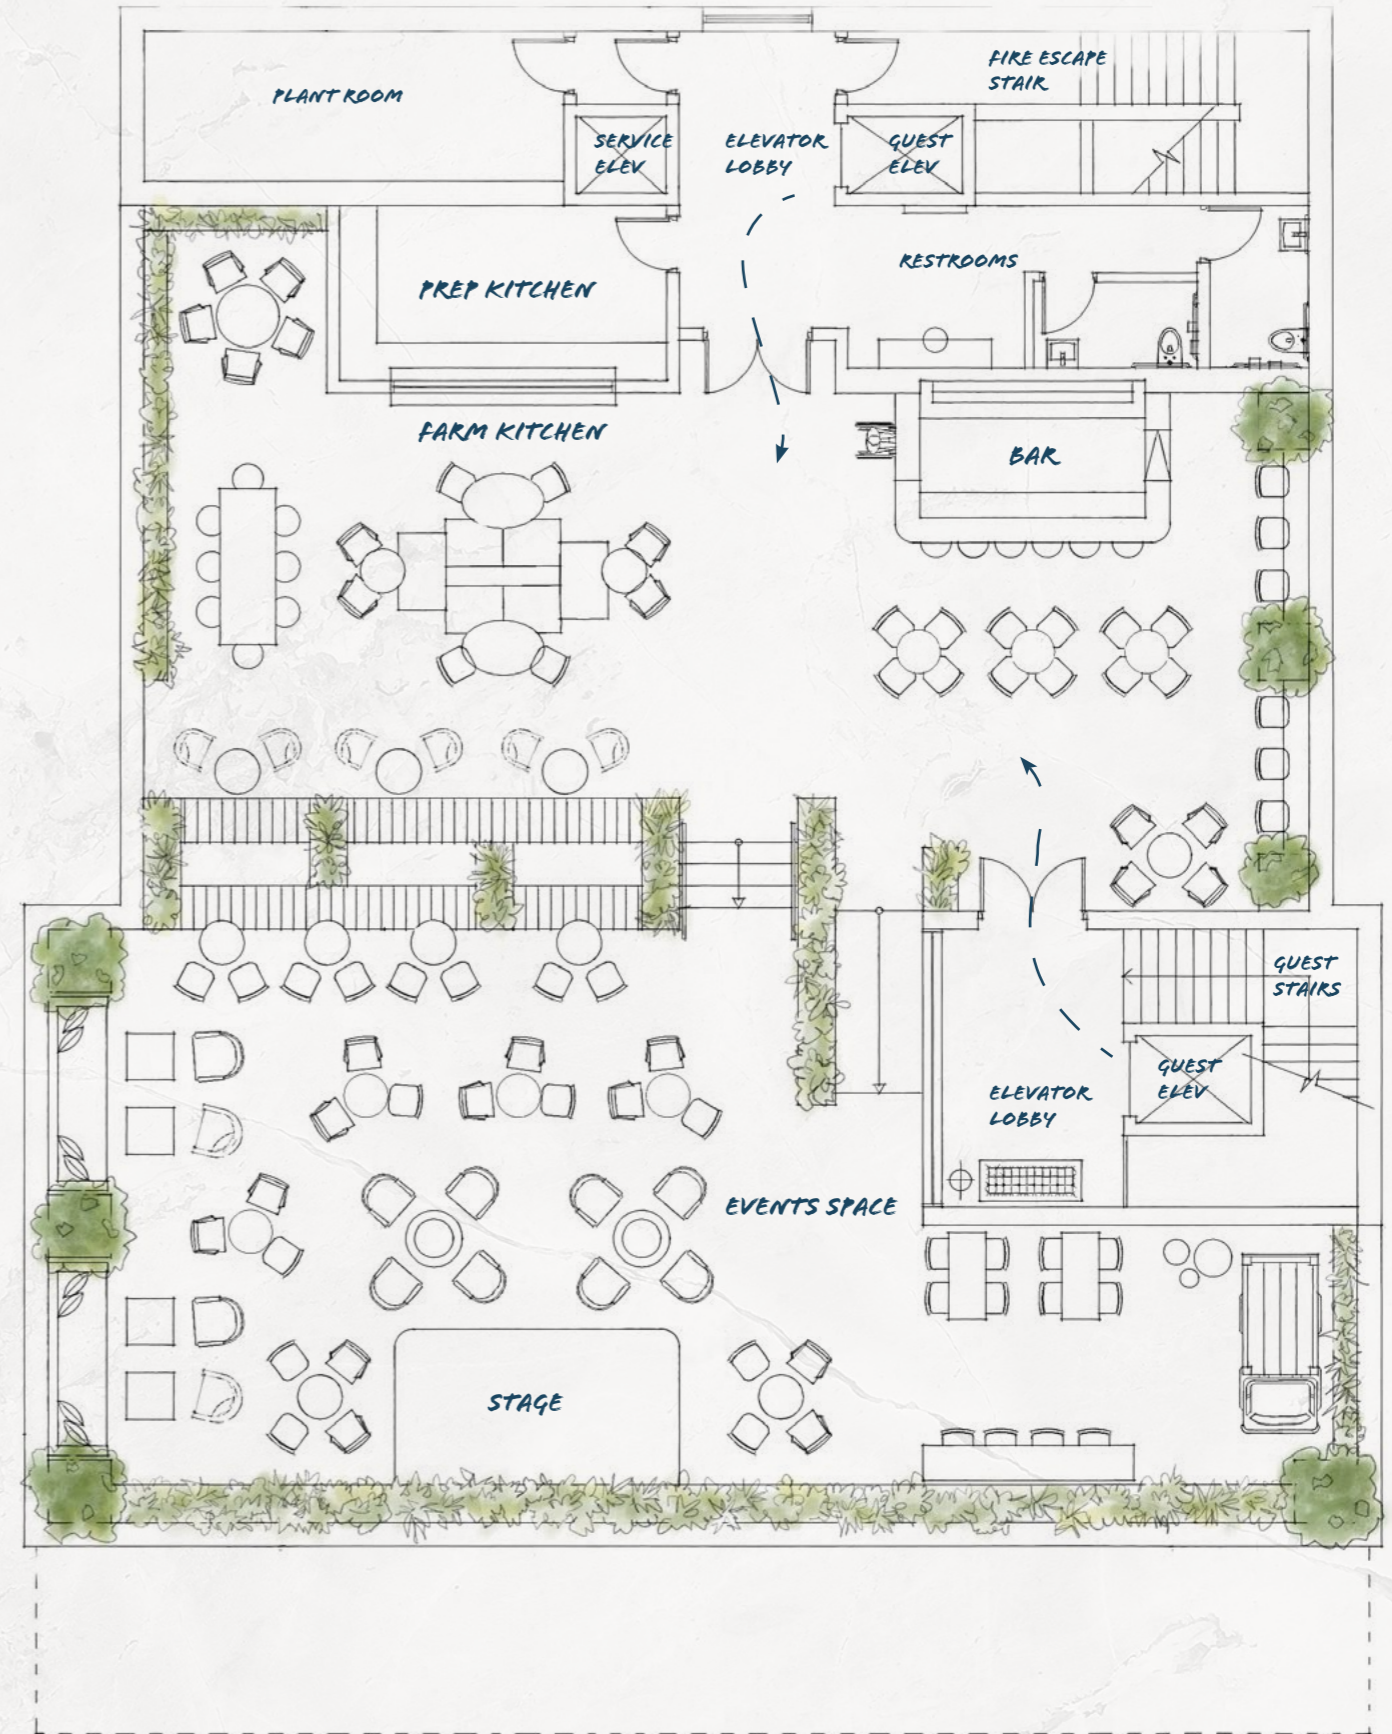 PLANT ROOM
SERVICE
ELEV
ELEVATOR
LOBBY
GUEST
ELEV
FIRE ESCAPE
STAIR
PREP KITCHEN
RESTROOMS
FARM KITCHEN
BAR
GUEST
STAIRS
GUEST
ELEV
ELEVATOR
LOBBY
EVENTS SPACE
STAGE